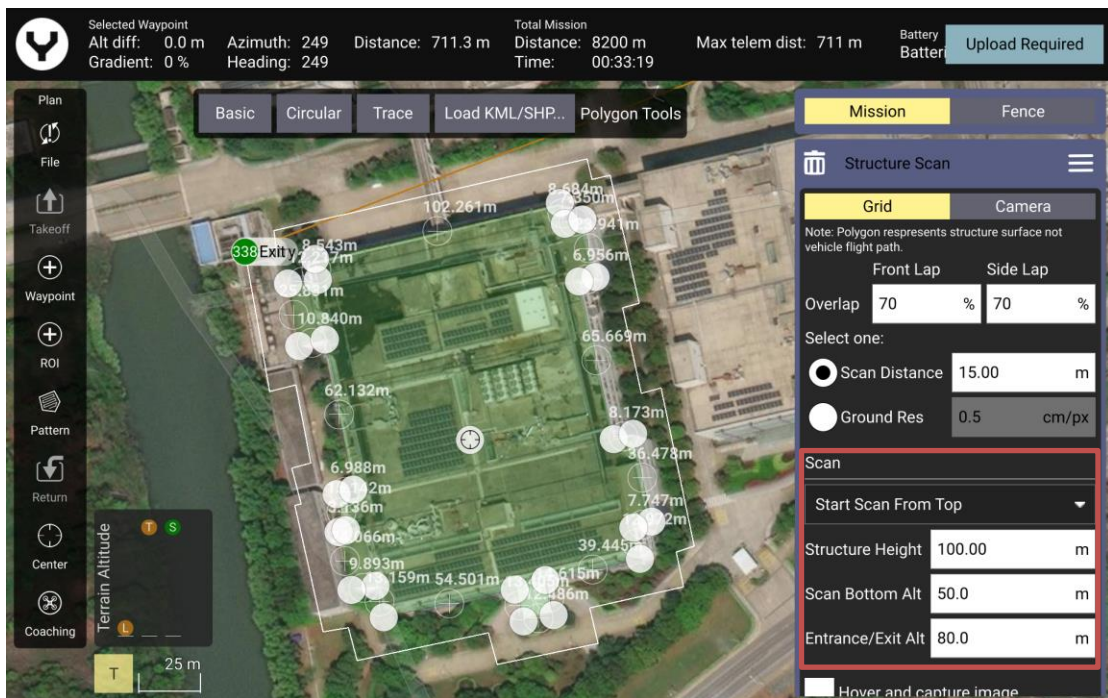 Selected Waypoint
Alt diff: 0.0 m Azimuth: 249 Distance: 711.3 m
Gradient: 0 % Heading: 249
Total Mission
Distance: 8200 m Max telem dist: 711 m
Time: 00:33:19
Battery
Batteri
Upload Required
Plan
File
Takeoff
Waypoint
ROI
Pattern
Return
Center
Coaching
Basic Circular Trace Load KML/SHP... Polygon Tools
102.261m
8.684m
8.543m
338 Exit
6.956m
10.840m
65.669m
62.132m
8.173m
36.478m
6.988m
7.747m
39.445m
9.893m
13.159m 54.501m
Terrain Altitude
T S
L
T
25 m
Mission Fence
Structure Scan
Grid Camera
Note: Polygon respresents structure surface not
vehicle flight path.
Front Lap Side Lap
Overlap 70 % 70 %
Select one:
Scan Distance 15.00 m
Ground Res 0.5 cm/px
Scan
Start Scan From Top
Structure Height 100.00 m
Scan Bottom Alt 50.0 m
Entrance/Exit Alt 80.0 m
Hover and capture image